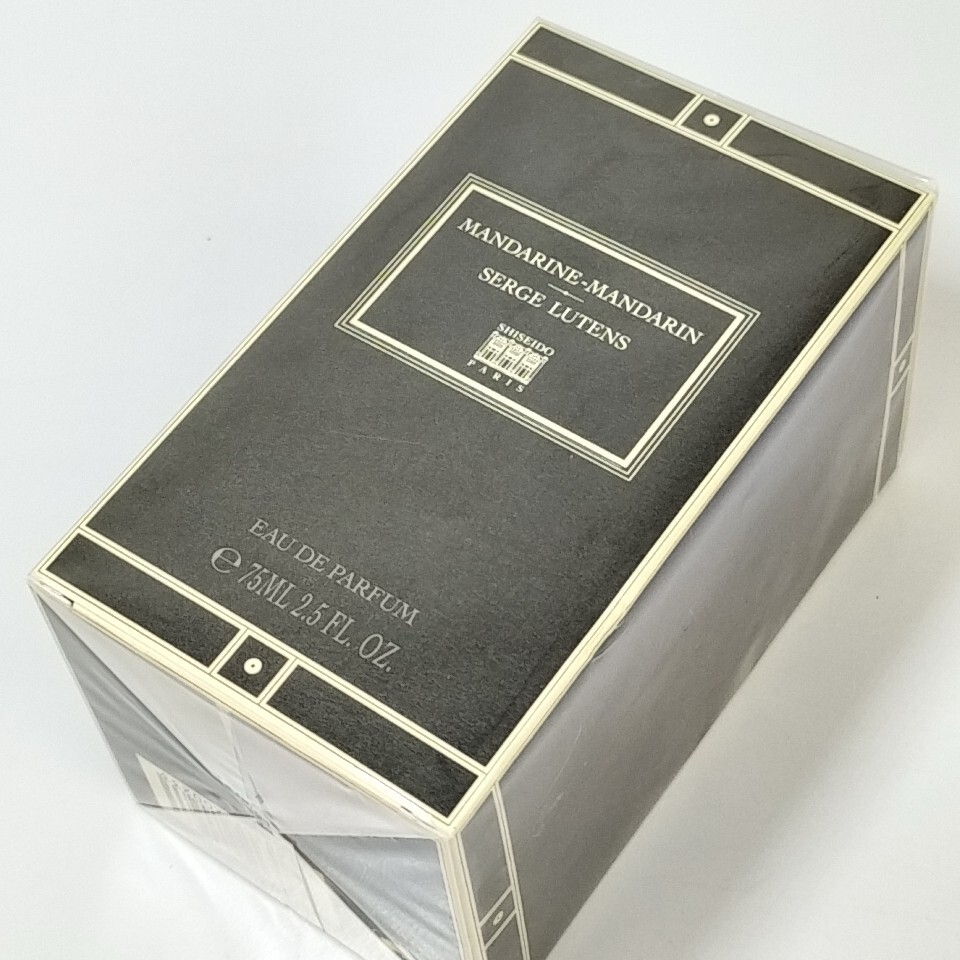 MANDARINE-MANDARIN
SERGE LUTENS
SHISEIDO
PARIS
EAU DE PARFUM
℮ 75ML 2.5 FL. OZ.